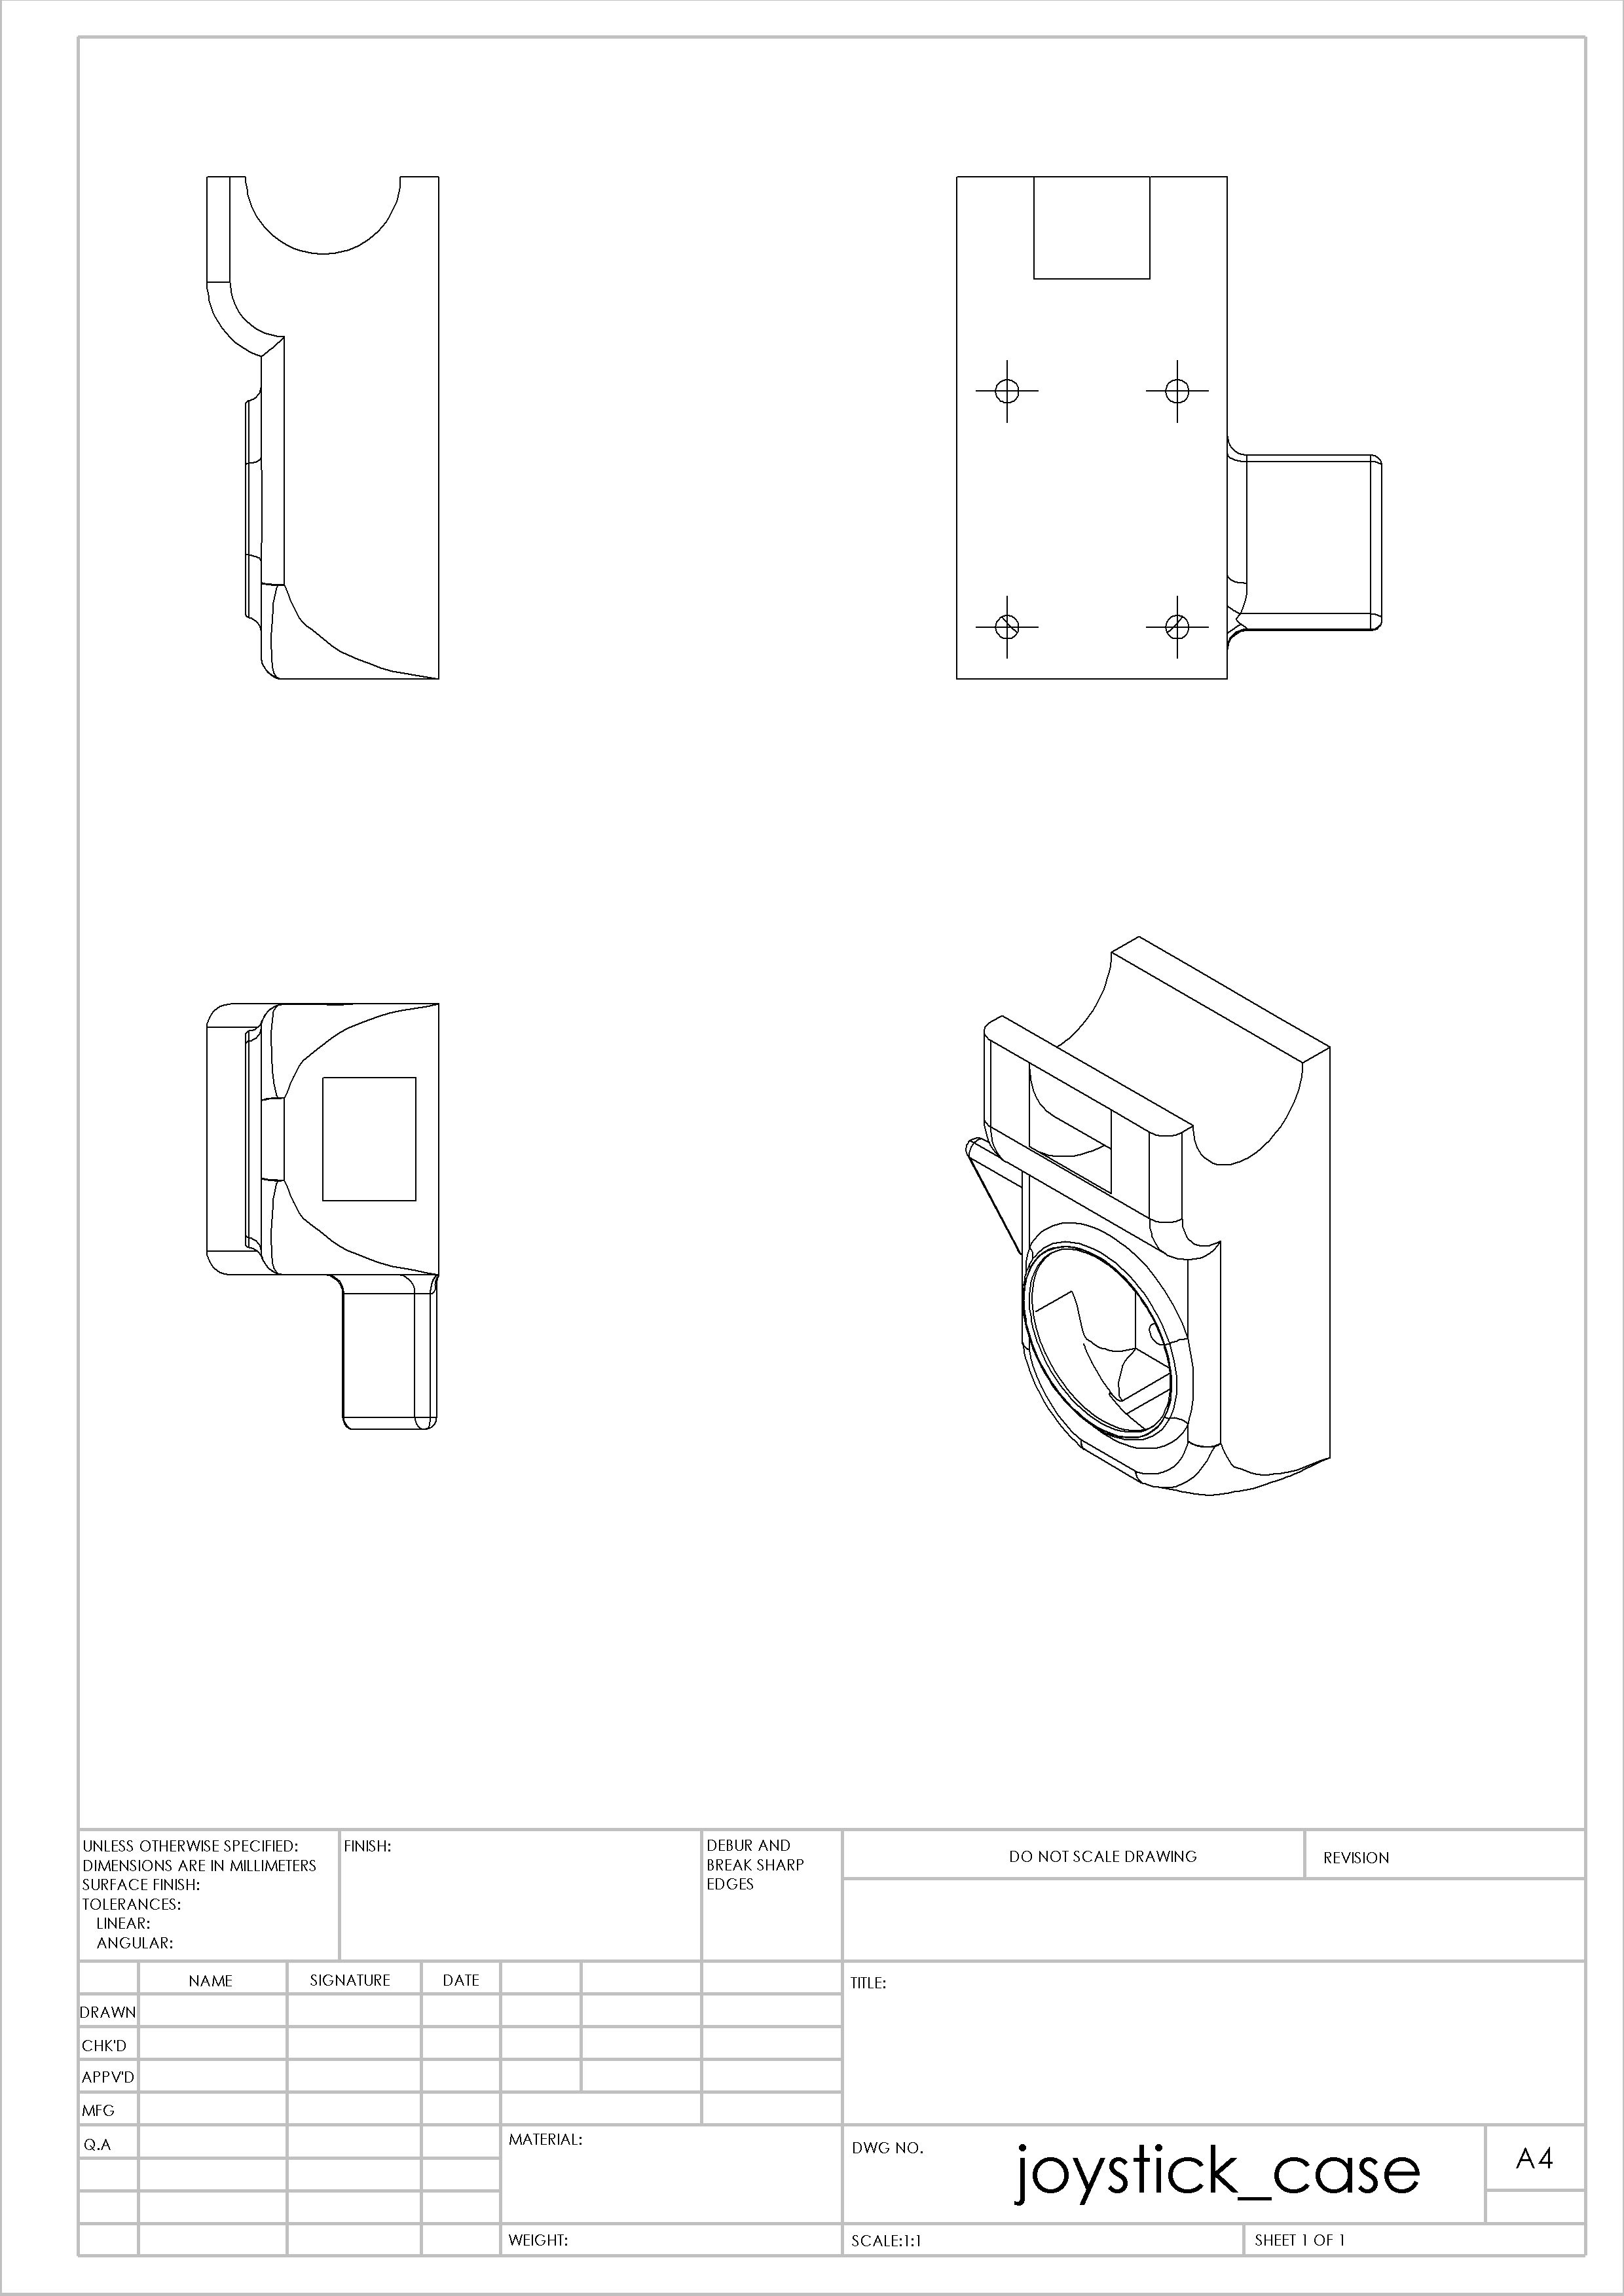 UNLESS OTHERWISE SPECIFIED:
DIMENSIONS ARE IN MILLIMETERS
SURFACE FINISH:
TOLERANCES:
LINEAR:
ANGULAR:
FINISH:
DEBUR AND
BREAK SHARP
EDGES
DO NOT SCALE DRAWING
REVISION
NAME
SIGNATURE
DATE
DRAWN
CHK'D
APPV'D
MFG
Q.A
TITLE:
MATERIAL:
DWG NO.
joystick_case
A4
WEIGHT:
SCALE:1:1
SHEET 1 OF 1